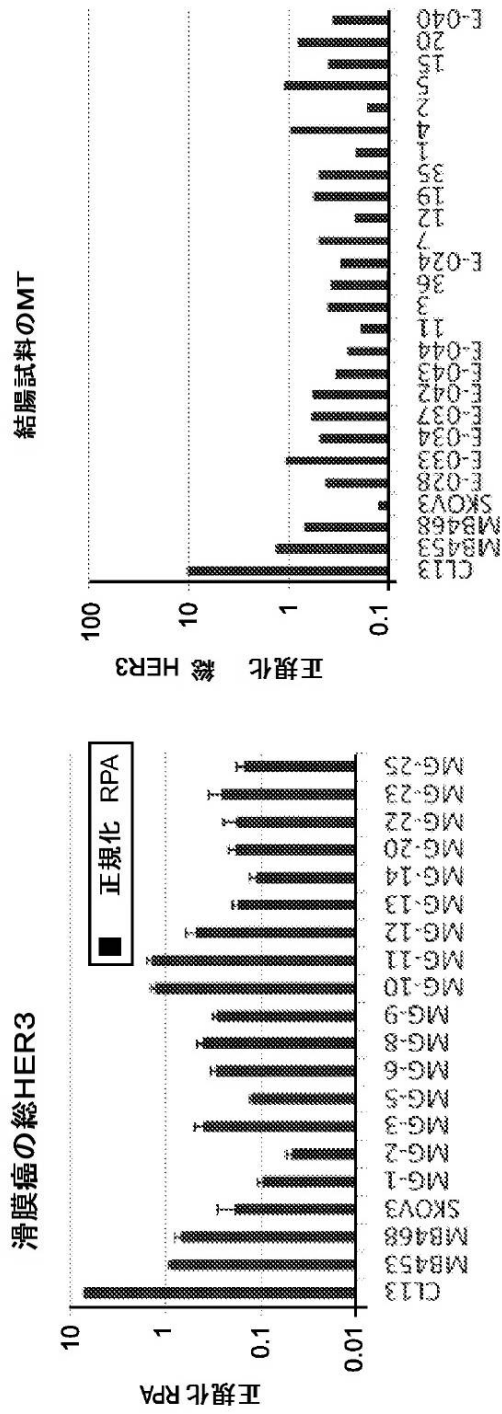 滑膜癌の総HER3
正規化 RPA
正規化 RPA
10
1
0.1
0.01
CL13
MB453
MB468
SKOV3
MG-1
MG-2
MG-3
MG-5
MG-6
MG-8
MG-9
MG-10
MG-11
MG-12
MG-13
MG-14
MG-20
MG-22
MG-23
MG-25
結腸試料のMT
正規化 総 HER3
100
10
1
0.1
CL13
MB453
MB468
SKOV3
E-028
E-033
E-034
E-037
E-042
E-043
E-044
11
3
36
E-024
7
12
19
35
1
4
2
5
15
20
E-040